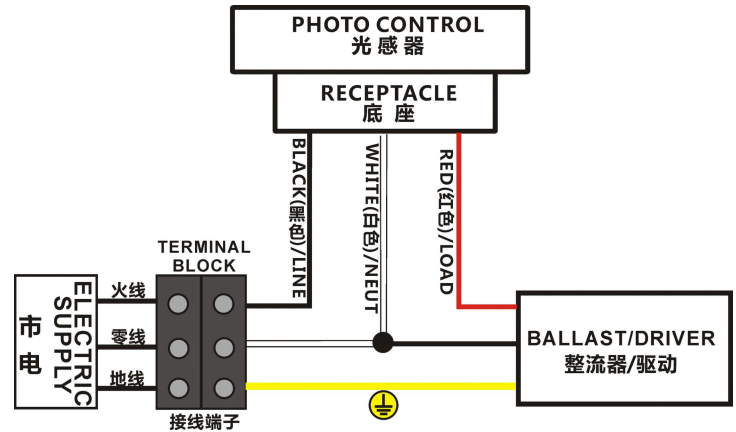 PHOTO CONTROL
光感器
RECEPTACLE
底座
BLACK(黑色)/LINE
WHITE(白色)/NEUT
RED(红色)/LOAD
TERMINAL
BLOCK
ELECTRIC
SUPPLY
市电
火线
零线
地线
接线端子
BALLAST/DRIVER
整流器/驱动